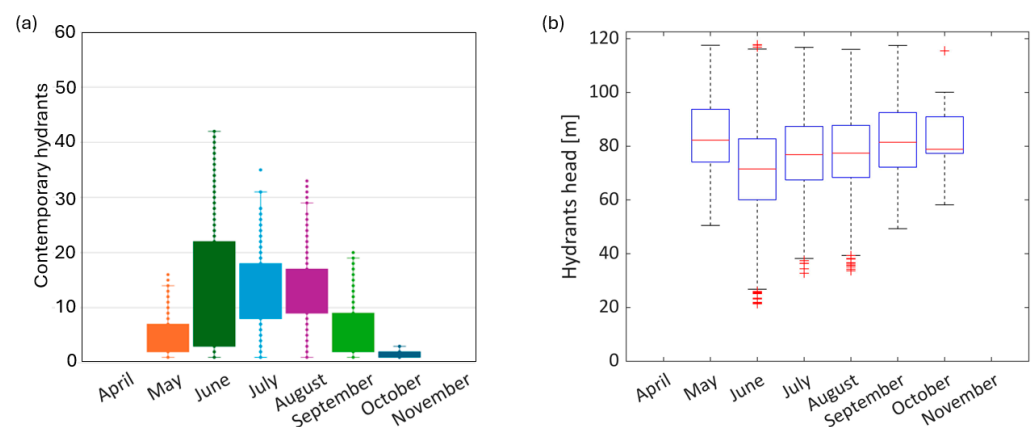 (a)
Contemporary hydrants
60
50
40
30
20
10
0
April
May
June
July
August
September
October
November
(b)
Hydrants head [m]
120
100
80
60
40
20
0
April
May
June
July
August
September
October
November